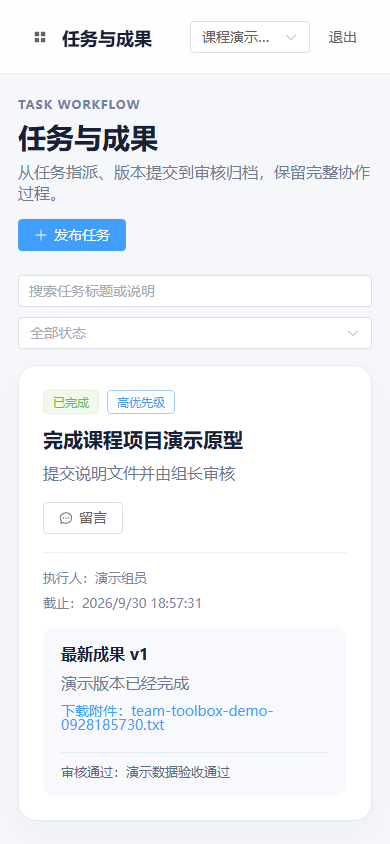 任务与成果
课程演示...
退出
TASK WORKFLOW
任务与成果
从任务指派、版本提交到审核归档，保留完整协作
过程。
发布任务
搜索任务标题或说明
全部状态
已完成
高优先级
完成课程项目演示原型
提交说明文件并由组长审核
留言
执行人：演示组员
截止：2026/9/30 18:57:31
最新成果 v1
演示版本已经完成
下载附件：team-toolbox-demo-
0928185730.txt
审核通过：演示数据验收通过